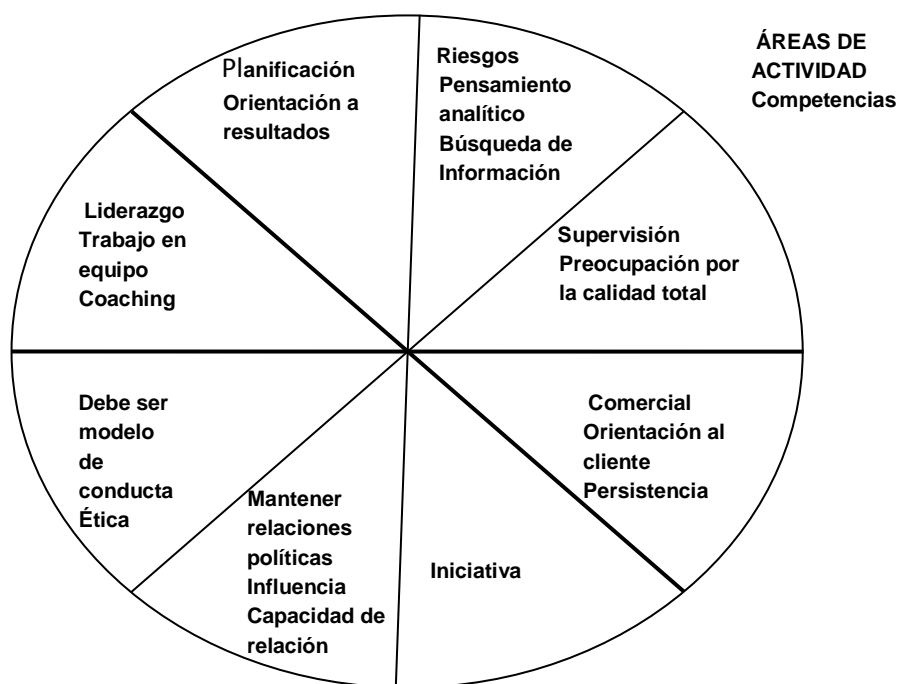 ÁREAS DE
ACTIVIDAD
Competencias
Planificación
Orientación a
resultados
Riesgos
Pensamiento
analítico
Búsqueda de
Información
Liderazgo
Trabajo en
equipo
Coaching
Supervisión
Preocupación por
la calidad total
Debe ser
modelo
de
conducta
Ética
Mantener
relaciones
políticas
Influencia
Capacidad de
relación
Iniciativa
Comercial
Orientación al
cliente
Persistencia